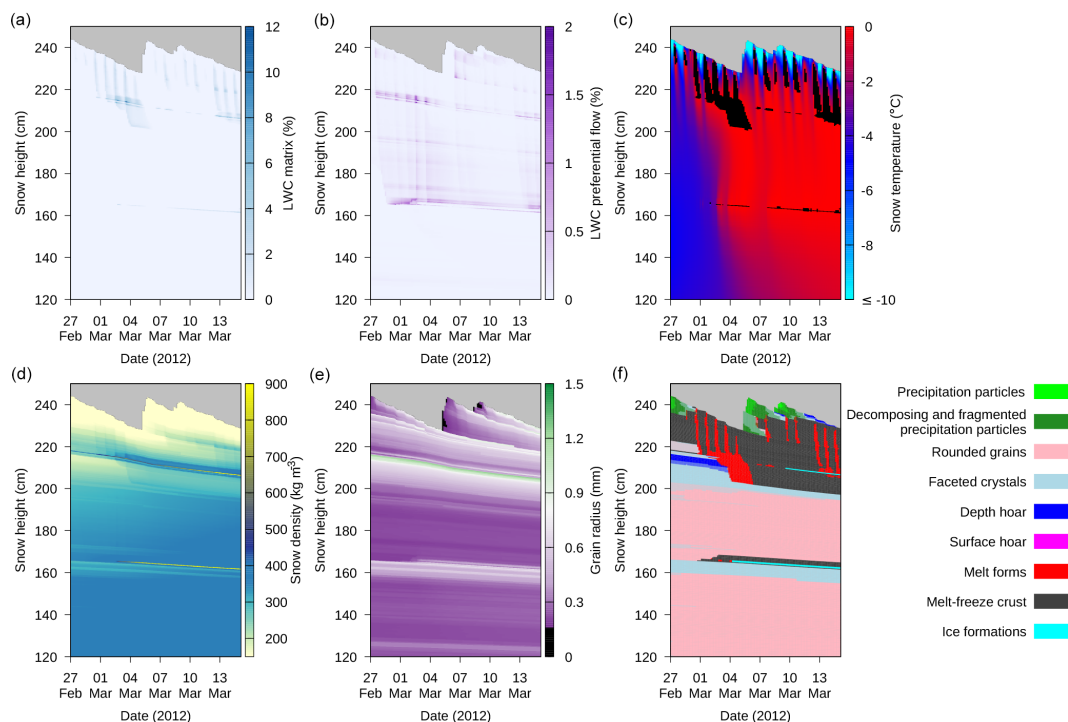 (a)
240
220
200
180
160
140
120
Snow height (cm)
27 01 04 07 10 13
Feb Mar Mar Mar Mar Mar
Date (2012)
12
10
8
6
4
2
0
LWC matrix (%)
(b)
240
220
200
180
160
140
120
Snow height (cm)
27 01 04 07 10 13
Feb Mar Mar Mar Mar Mar
Date (2012)
2
1.5
1
0.5
0
LWC preferential flow (%)
(c)
240
220
200
180
160
140
120
Snow height (cm)
27 01 04 07 10 13
Feb Mar Mar Mar Mar Mar
Date (2012)
0
-2
-4
-6
-8
≤ -10
Snow temperature (°C)
(d)
240
220
200
180
160
140
120
Snow height (cm)
27 01 04 07 10 13
Feb Mar Mar Mar Mar Mar
Date (2012)
900
800
700
600
500
400
300
200
Snow density (kg m³)
(e)
240
220
200
180
160
140
120
Snow height (cm)
27 01 04 07 10 13
Feb Mar Mar Mar Mar Mar
Date (2012)
1.5
1.2
0.9
0.6
0.3
0
Grain radius (mm)
(f)
240
220
200
180
160
140
120
Snow height (cm)
27 01 04 07 10 13
Feb Mar Mar Mar Mar Mar
Date (2012)
Precipitation particles
Decomposing and fragmented
precipitation particles
Rounded grains
Faceted crystals
Depth hoar
Surface hoar
Melt forms
Melt-freeze crust
Ice formations